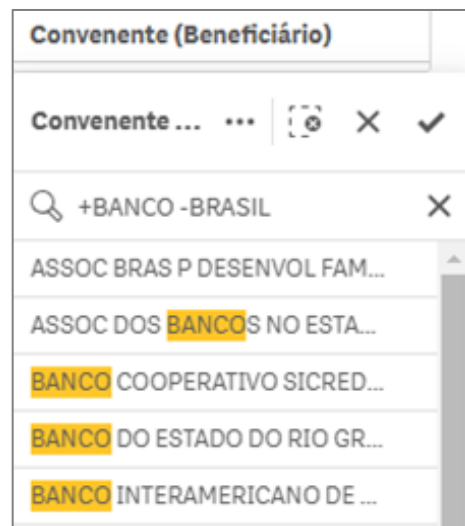 Convenente (Beneficiário)
Convenente ...
+BANCO -BRASIL
ASSOC BRAS P DESENVOL FAM...
ASSOC DOS BANCOS NO ESTA...
BANCO COOPERATIVO SICRED...
BANCO DO ESTADO DO RIO GR...
BANCO INTERAMERICANO DE ...